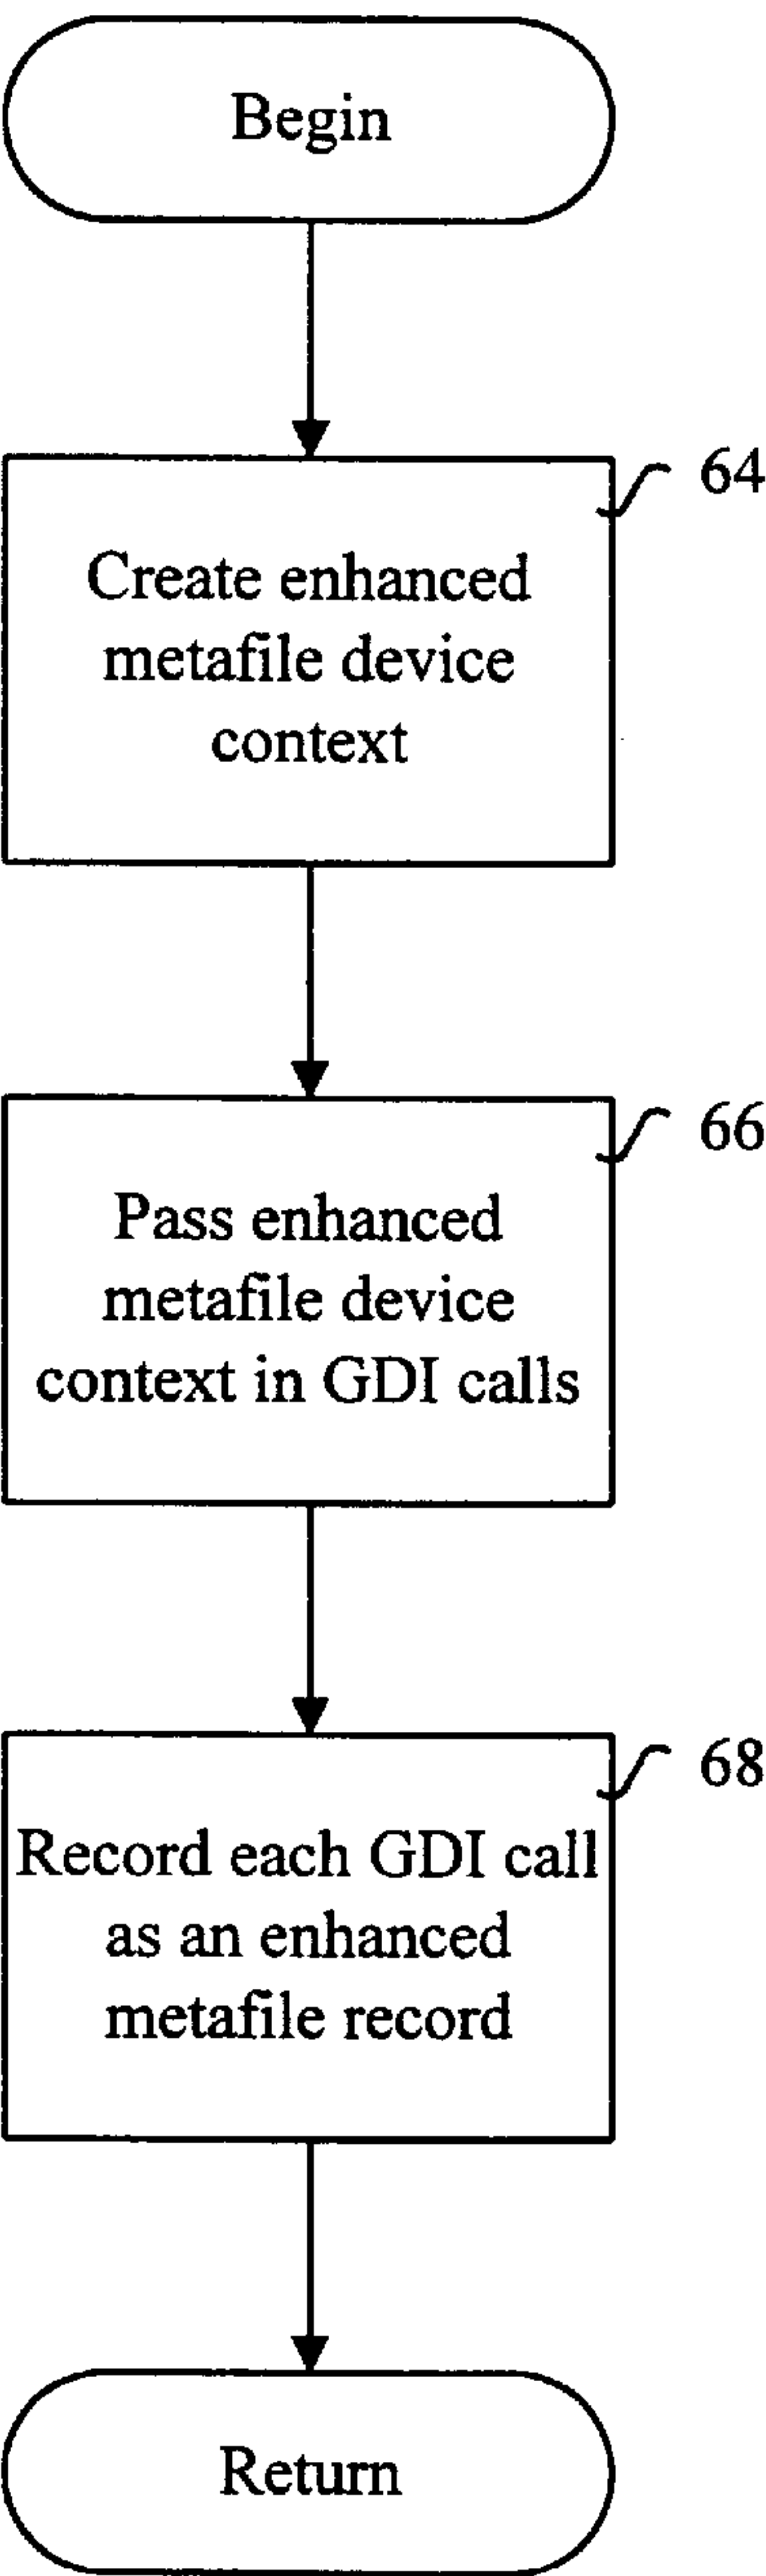 Begin
64
Create enhanced
metafile device
context
66
Pass enhanced
metafile device
context in GDI calls
68
Record each GDI call
as an enhanced
metafile record
Return